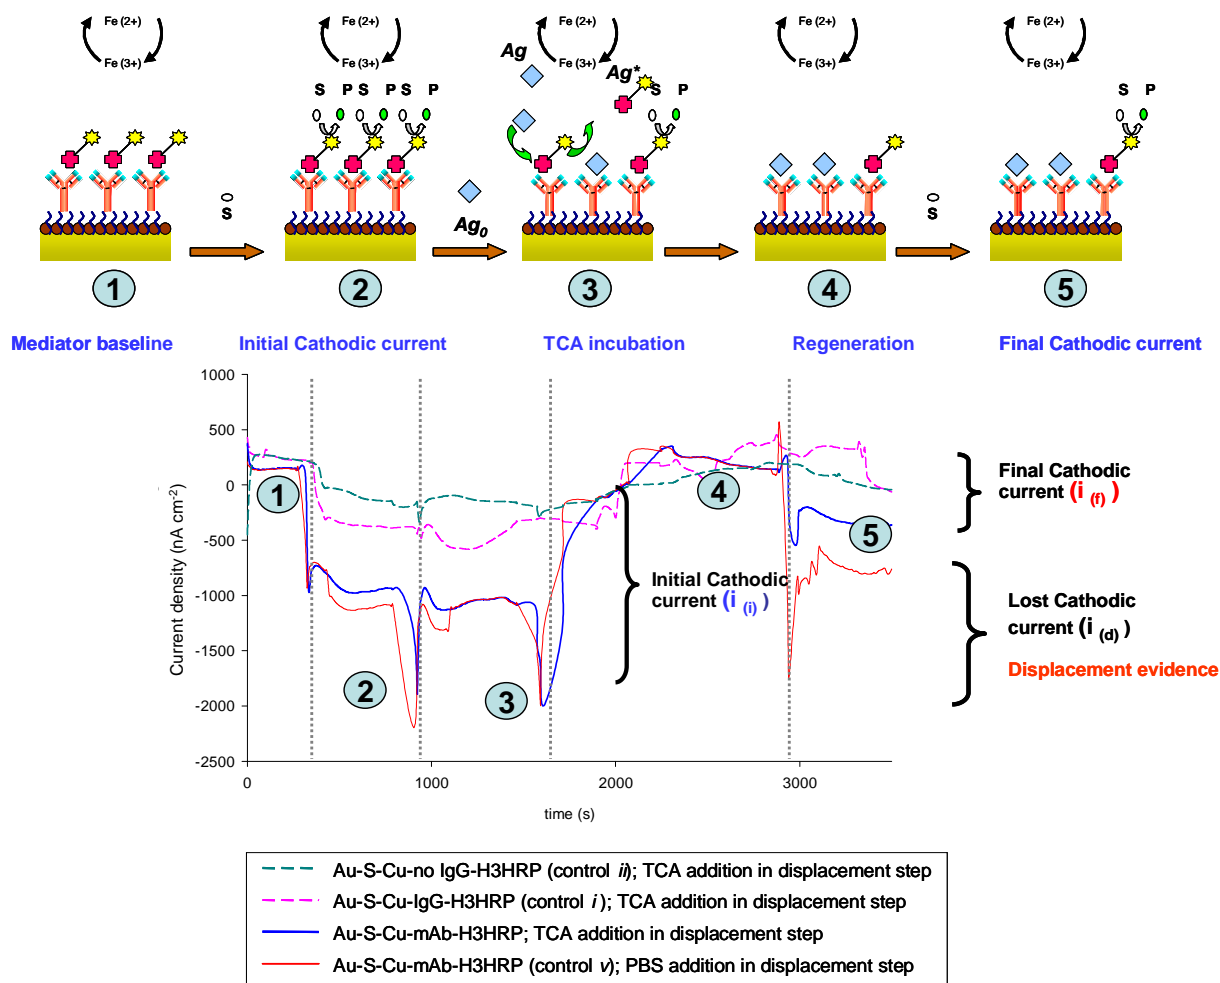 Fe (2+) Fe (2+) Fe (2+) Fe (2+) Fe (2+)
Fe (3+) Fe (3+) Fe (3+) Fe (3+) Fe (3+)
Ag Ag*
S P S P S P S P S P
S Ag0 S
1 2 3 4 5
Mediator baseline Initial Cathodic current TCA incubation Regeneration Final Cathodic current
1000
500
0
-500
-1000
-1500
-2000
-2500
Current density (nA cm-2)
1 2 3 4 5
0 1000 2000 3000
time (s)
Initial Cathodic
current (i (i) )
Final Cathodic
current (i (f) )
Lost Cathodic
current (i (d) )
Displacement evidence
Au-S-Cu-no IgG-H3HRP (control ii); TCA addition in displacement step
Au-S-Cu-IgG-H3HRP (control i ); TCA addition in displacement step
Au-S-Cu-mAb-H3HRP; TCA addition in displacement step
Au-S-Cu-mAb-H3HRP (control v); PBS addition in displacement step